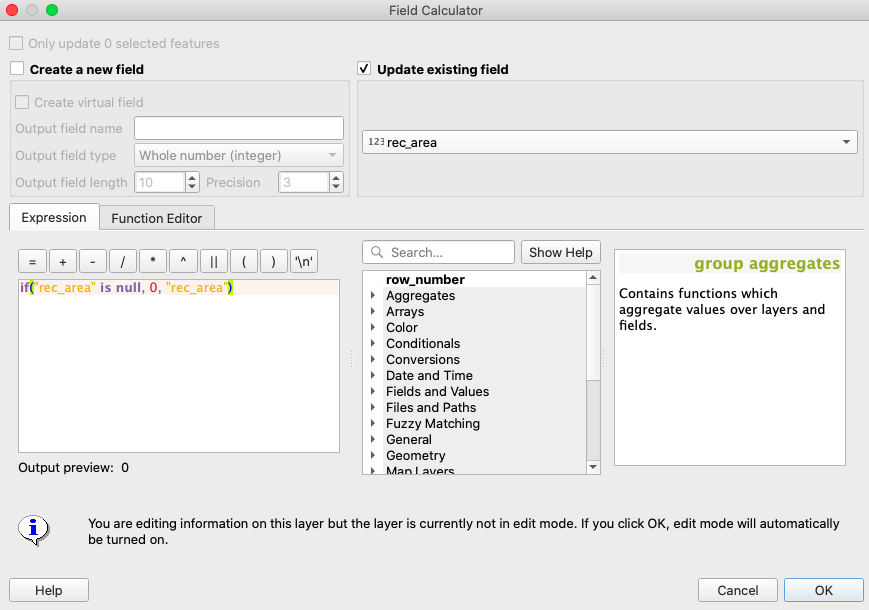 Field Calculator
Only update 0 selected features
Create a new field
Update existing field
Create virtual field
Output field name
Output field type
Whole number (integer)
Output field length
10
Precision
3
123 rec_area
Expression
Function Editor
= + - / * ^ || ( ) '\n'
Search...
Show Help
if("rec_area" is null, 0, "rec_area")
row_number
Aggregates
Arrays
Color
Conditionals
Conversions
Date and Time
Fields and Values
Files and Paths
Fuzzy Matching
General
Geometry
Map Layers
group aggregates
Contains functions which
aggregate values over layers and
fields.
Output preview: 0
i
You are editing information on this layer but the layer is currently not in edit mode. If you click OK, edit mode will automatically
be turned on.
Help
Cancel
OK